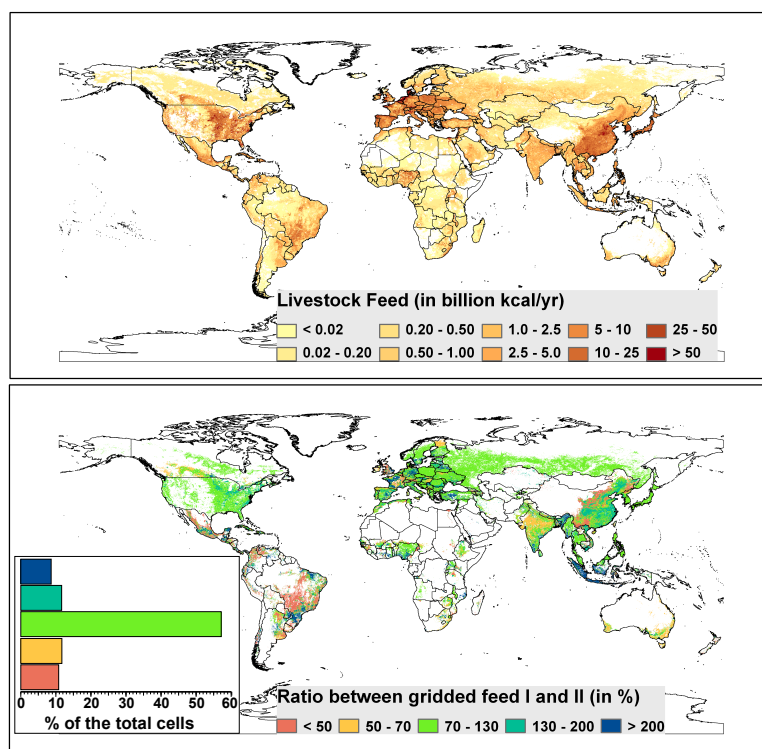 Livestock Feed (in billion kcal/yr)
< 0.02 0.20 - 0.50 1.0 - 2.5 5 - 10 25 - 50
0.02 - 0.20 0.50 - 1.00 2.5 - 5.0 10 - 25 > 50
0 10 20 30 40 50 60
% of the total cells
Ratio between gridded feed I and II (in %)
< 50 50 - 70 70 - 130 130 - 200 > 200